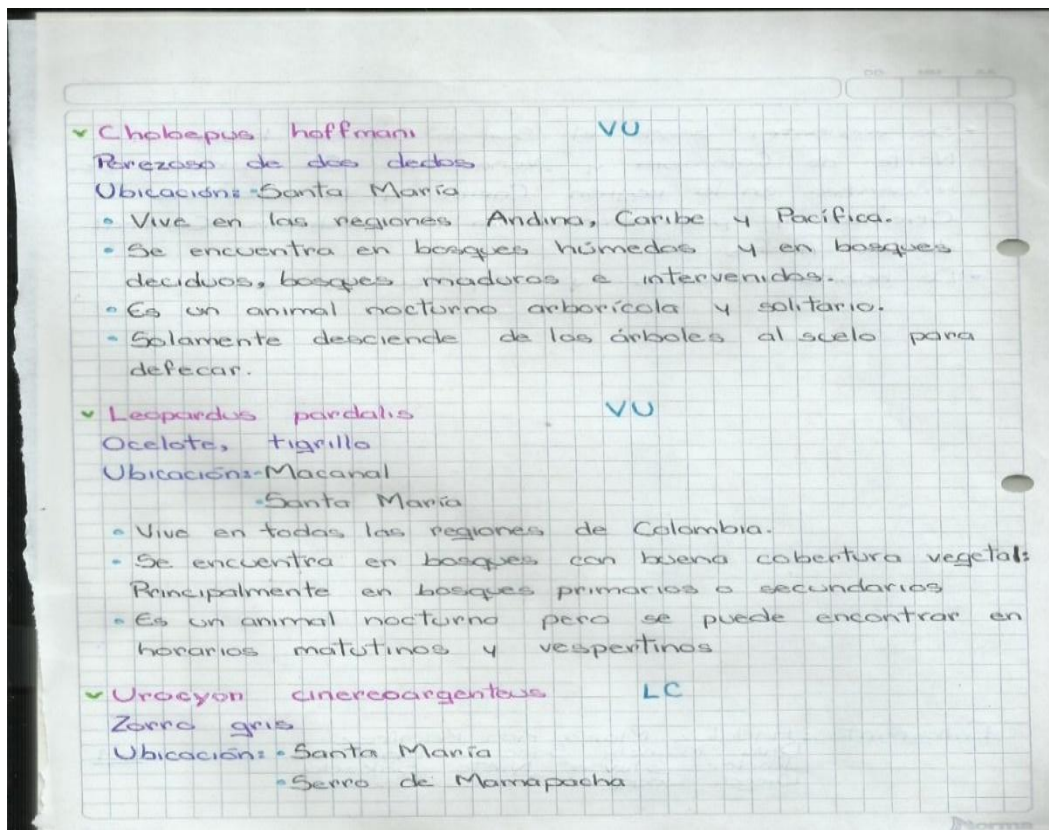 Choloepus hoffmani VU
Perezoso de dos dedos
Ubicación: -Santa María
• Vive en las regiones Andina, Caribe y Pacífica.
• Se encuentra en bosques húmedos y en bosques
deciduos, bosques maduros e intervenidos.
• Es un animal nocturno arborícola y solitario.
• Solamente desciende de los árboles al suelo para
defecar.
Leopardus pardalis VU
Ocelote, tigrillo
Ubicación: -Macanal
-Santa María
• Vive en todas las regiones de Colombia.
• Se encuentra en bosques con buena cobertura vegetal:
Principalmente en bosques primarios o secundarios
• Es un animal nocturno pero se puede encontrar en
horarios matutinos y vespertinos
Urocyon cinereoargenteus LC
Zorro gris
Ubicación: -Santa María
-Serro de Mamapacha
Norma